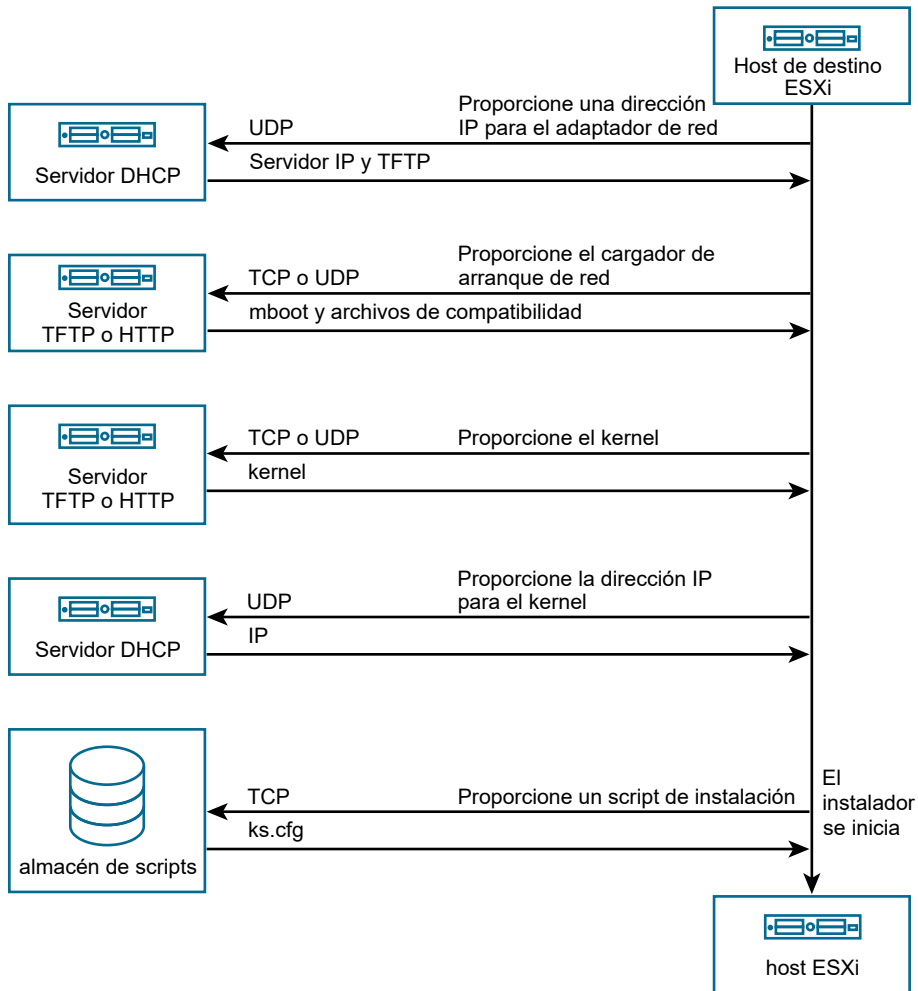 Host de destino
ESXi
Proporcione una dirección
IP para el adaptador de red
UDP
Servidor IP y TFTP
Servidor DHCP
Proporcione el cargador de
arranque de red
TCP o UDP
mboot y archivos de compatibilidad
Servidor
TFTP o HTTP
TCP o UDP
Proporcione el kernel
kernel
Servidor
TFTP o HTTP
Proporcione la dirección IP
para el kernel
UDP
IP
Servidor DHCP
TCP
Proporcione un script de instalación
ks.cfg
almacén de scripts
El
instalador
se inicia
host ESXi